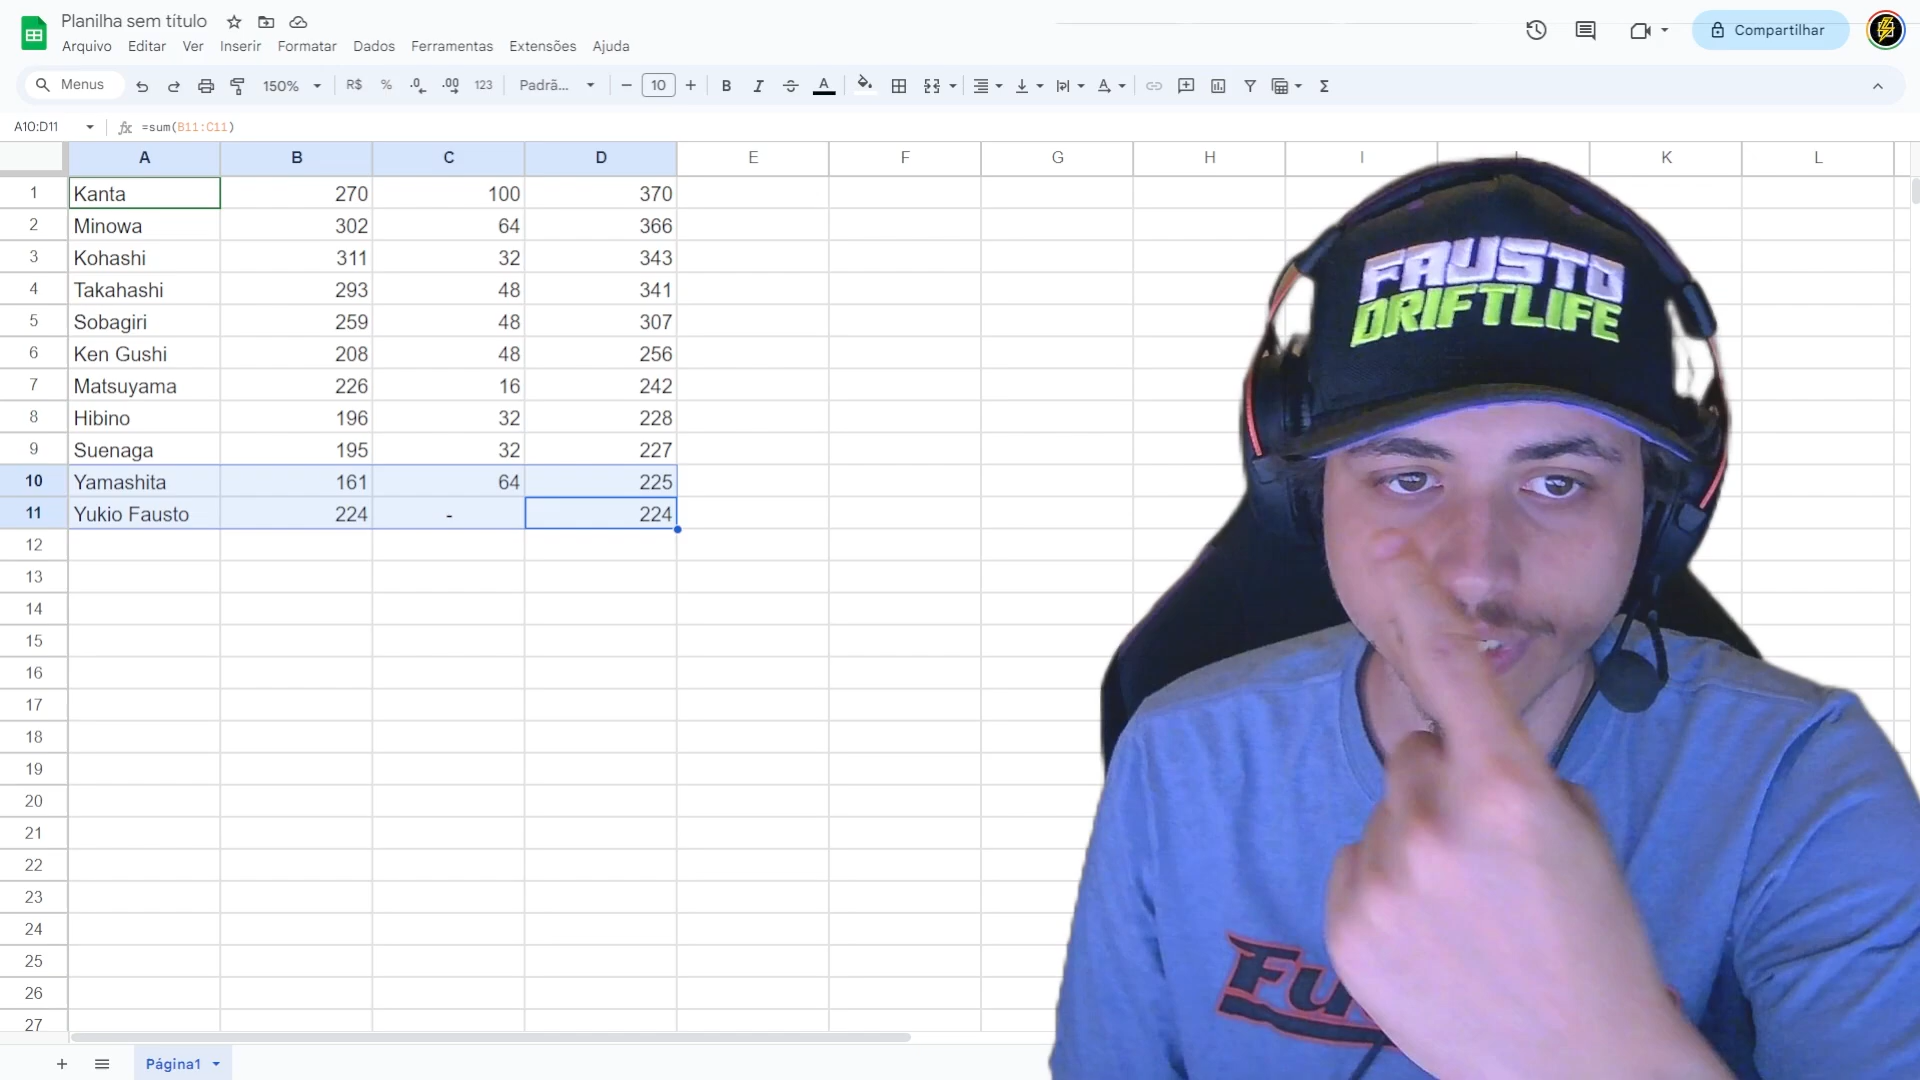 Planilha sem título
Arquivo Editar Ver Inserir Formatar Dados Ferramentas Extensões Ajuda
Compartilhar
Menus 150% R$ % .0 .00 123 Padrã... 10 B I A Σ
A10:D11 fx =sum(B11:C11)
A B C D E F G H I K L
1 Kanta 270 100 370
2 Minowa 302 64 366
3 Kohashi 311 32 343
4 Takahashi 293 48 341
5 Sobagiri 259 48 307
6 Ken Gushi 208 48 256
7 Matsuyama 226 16 242
8 Hibino 196 32 228
9 Suenaga 195 32 227
10 Yamashita 161 64 225
11 Yukio Fausto 224 - 224
12
13
14
15
16
17
18
19
20
21
22
23
24
25
26
27
Página1
FAUSTO
DRIFTLIFE